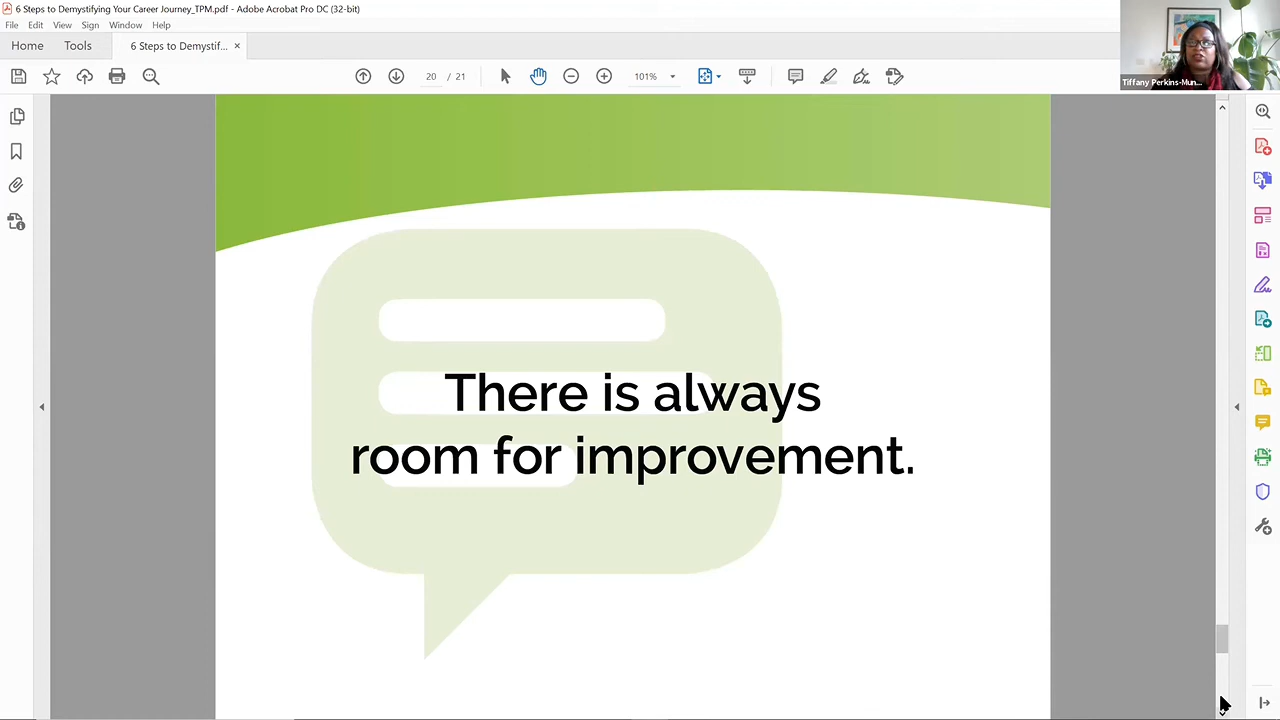 6 Steps to Demystifying Your Career Journey_TPM.pdf - Adobe Acrobat Pro DC (32-bit)
File Edit View Sign Window Help
Home Tools 6 Steps to Demystif... ×
20 / 21 101%
Tiffany Perkins-Mun...
There is always
room for improvement.